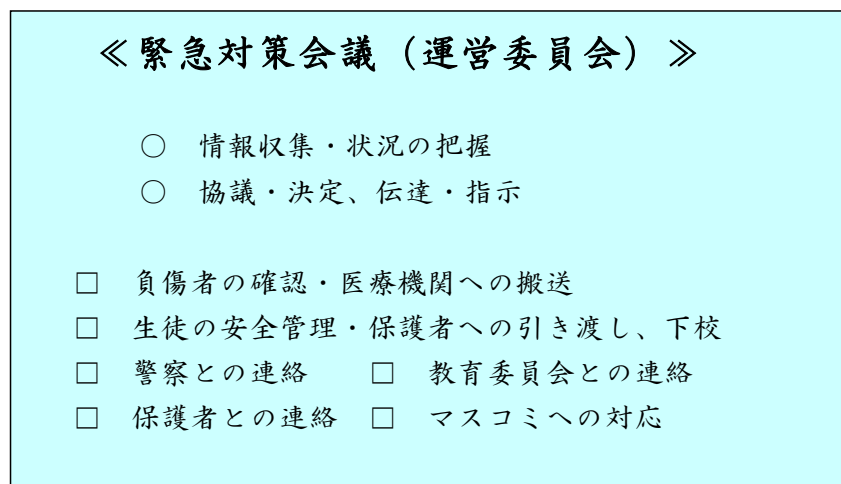 ≪緊急対策会議（運営委員会）≫
○　情報収集・状況の把握
○　協議・決定、伝達・指示
□　負傷者の確認・医療機関への搬送
□　生徒の安全管理・保護者への引き渡し、下校
□　警察との連絡　　□　教育委員会との連絡
□　保護者との連絡　□　マスコミへの対応